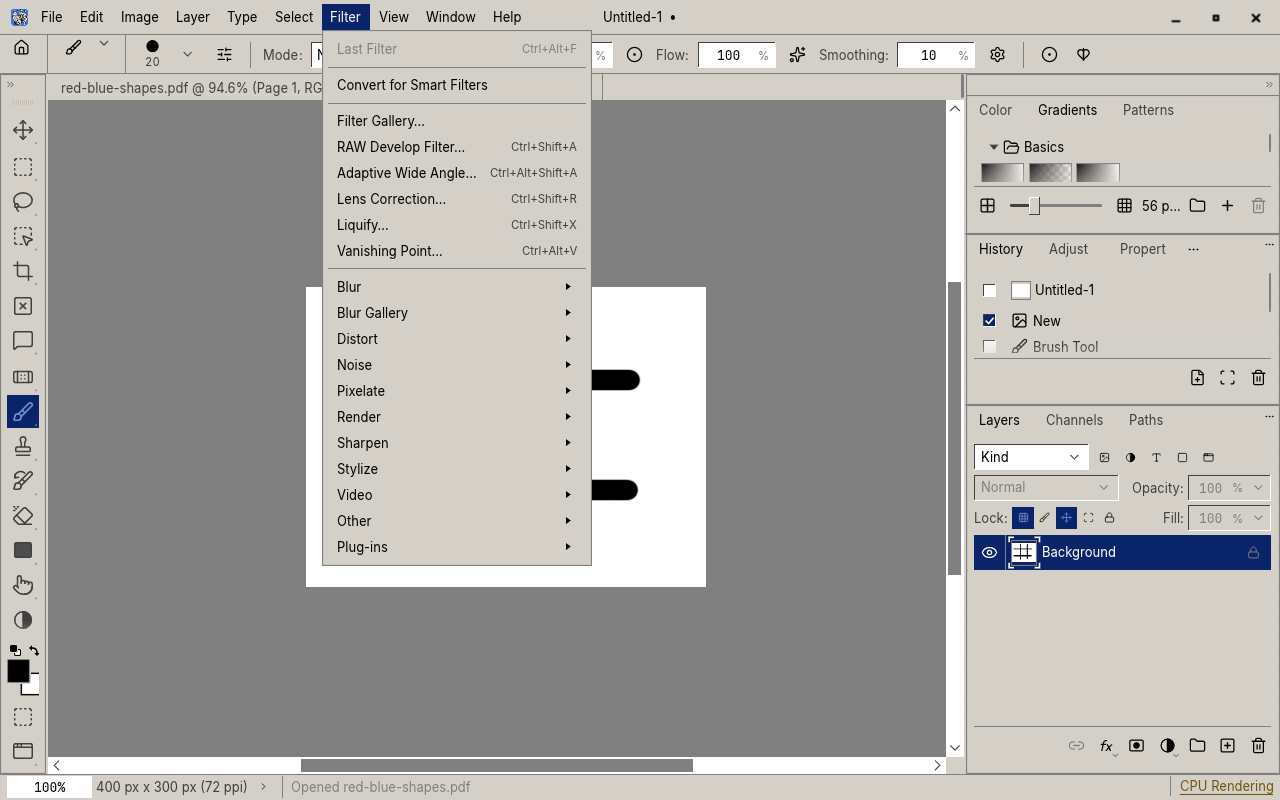 File Edit Image Layer Type Select Filter View Window Help Untitled-1 •
20 Mode: % Flow: 100 % Smoothing: 10 %
red-blue-shapes.pdf @ 94.6% (Page 1, RG
Last Filter Ctrl+Alt+F
Convert for Smart Filters
Filter Gallery...
RAW Develop Filter... Ctrl+Shift+A
Adaptive Wide Angle... Ctrl+Alt+Shift+A
Lens Correction... Ctrl+Shift+R
Liquify... Ctrl+Shift+X
Vanishing Point... Ctrl+Alt+V
Blur
Blur Gallery
Distort
Noise
Pixelate
Render
Sharpen
Stylize
Video
Other
Plug-ins
Color Gradients Patterns
Basics
56 p...
History Adjust Propert ...
Untitled-1
New
Brush Tool
Layers Channels Paths ...
Kind
Normal Opacity: 100 %
Lock: Fill: 100 %
Background
fx
100% 400 px x 300 px (72 ppi) Opened red-blue-shapes.pdf CPU Rendering